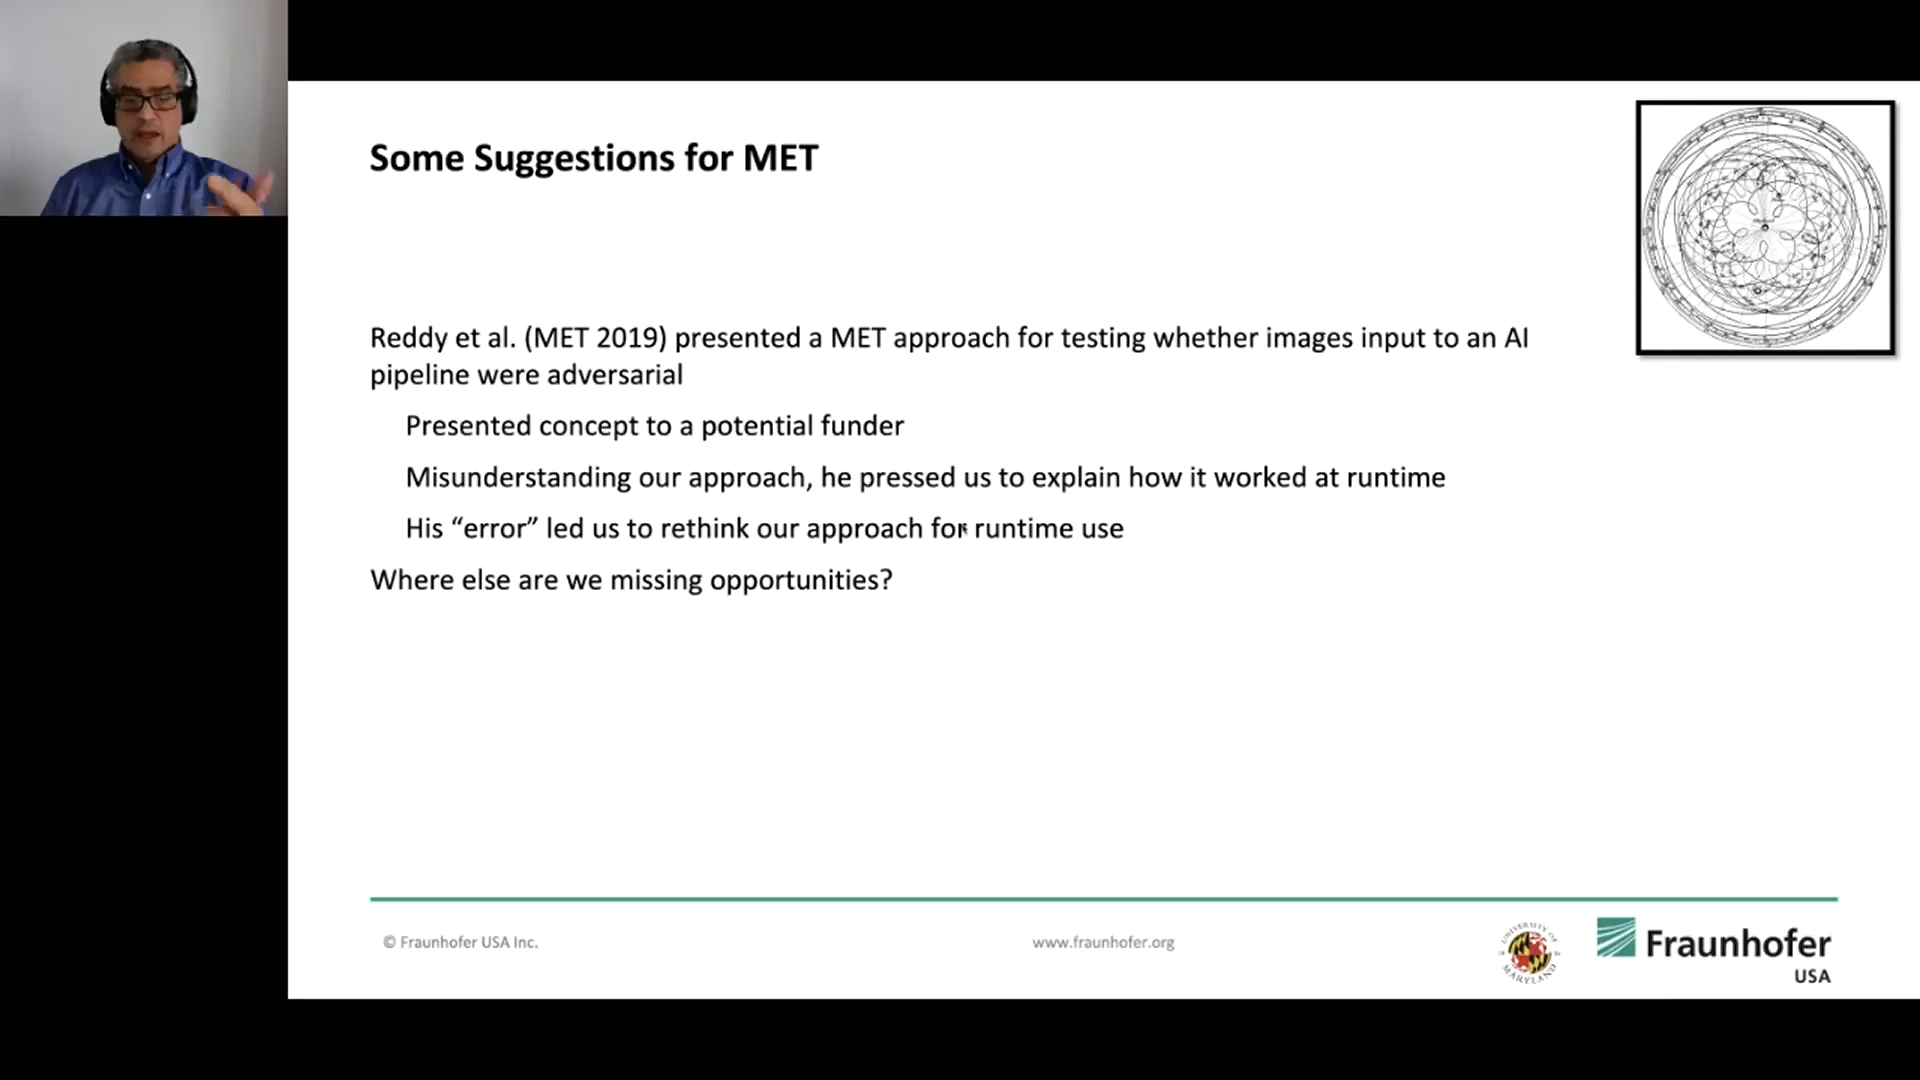 Some Suggestions for MET
Reddy et al. (MET 2019) presented a MET approach for testing whether images input to an AI
pipeline were adversarial
Presented concept to a potential funder
Misunderstanding our approach, he pressed us to explain how it worked at runtime
His “error” led us to rethink our approach for runtime use
Where else are we missing opportunities?
© Fraunhofer USA Inc.
www.fraunhofer.org
UNIVERSITY OF
MARYLAND
Fraunhofer
USA